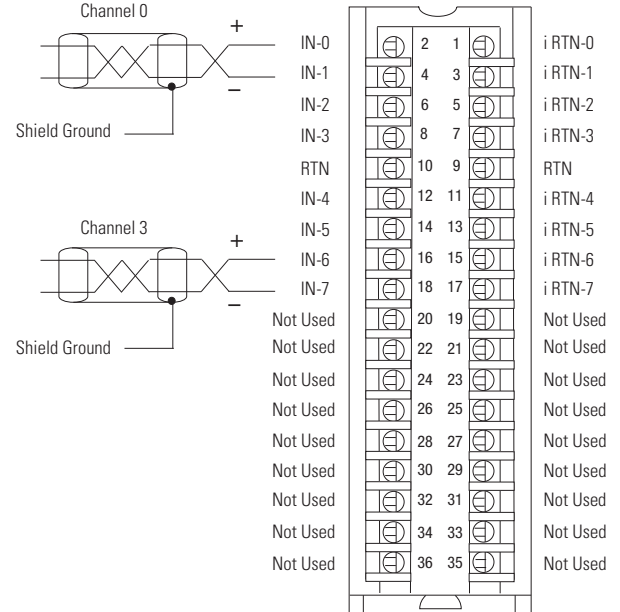 Channel 0
+
–
Shield Ground
Channel 3
+
–
Shield Ground
IN-0 2 1 i RTN-0
IN-1 4 3 i RTN-1
IN-2 6 5 i RTN-2
IN-3 8 7 i RTN-3
RTN 10 9 RTN
IN-4 12 11 i RTN-4
IN-5 14 13 i RTN-5
IN-6 16 15 i RTN-6
IN-7 18 17 i RTN-7
Not Used 20 19 Not Used
Not Used 22 21 Not Used
Not Used 24 23 Not Used
Not Used 26 25 Not Used
Not Used 28 27 Not Used
Not Used 30 29 Not Used
Not Used 32 31 Not Used
Not Used 34 33 Not Used
Not Used 36 35 Not Used